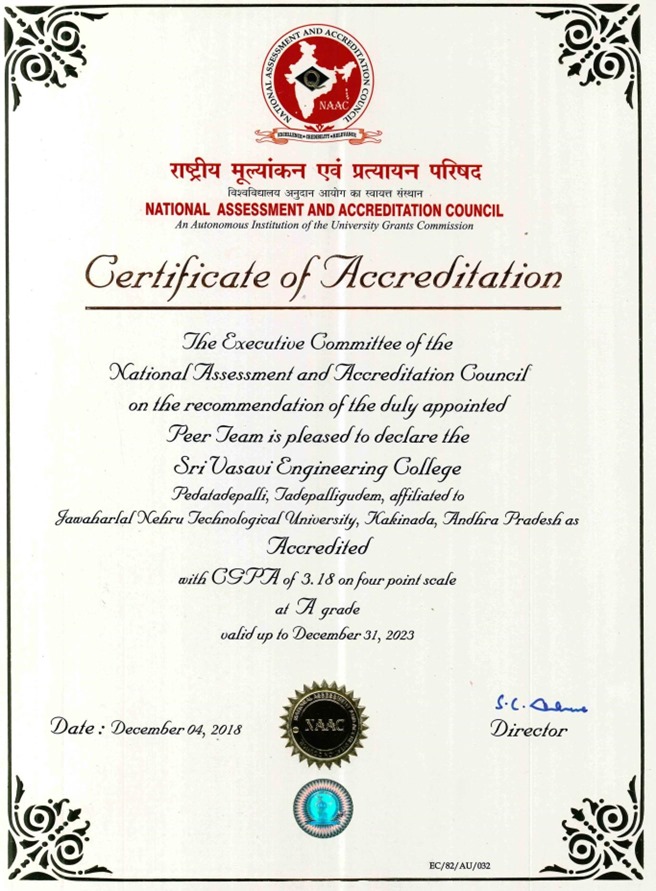 NATIONAL ASSESSMENT AND ACCREDITATION COUNCIL
NAAC
EXCELLENCE • CREDIBILITY • RELEVANCE
राष्ट्रीय मूल्यांकन एवं प्रत्यायन परिषद
विश्वविद्यालय अनुदान आयोग का स्वायत्त संस्थान
NATIONAL ASSESSMENT AND ACCREDITATION COUNCIL
An Autonomous Institution of the University Grants Commission
Certificate of Accreditation
The Executive Committee of the
National Assessment and Accreditation Council
on the recommendation of the duly appointed
Peer Team is pleased to declare the
Sri Vasavi Engineering College
Pedatadepalli, Tadepalligudem, affiliated to
Jawaharlal Nehru Technological University, Kakinada, Andhra Pradesh as
Accredited
with CGPA of 3.18 on four point scale
at A grade
valid up to December 31, 2023
Date : December 04, 2018
NAAC
S. C.
Director
EC/82/AU/032